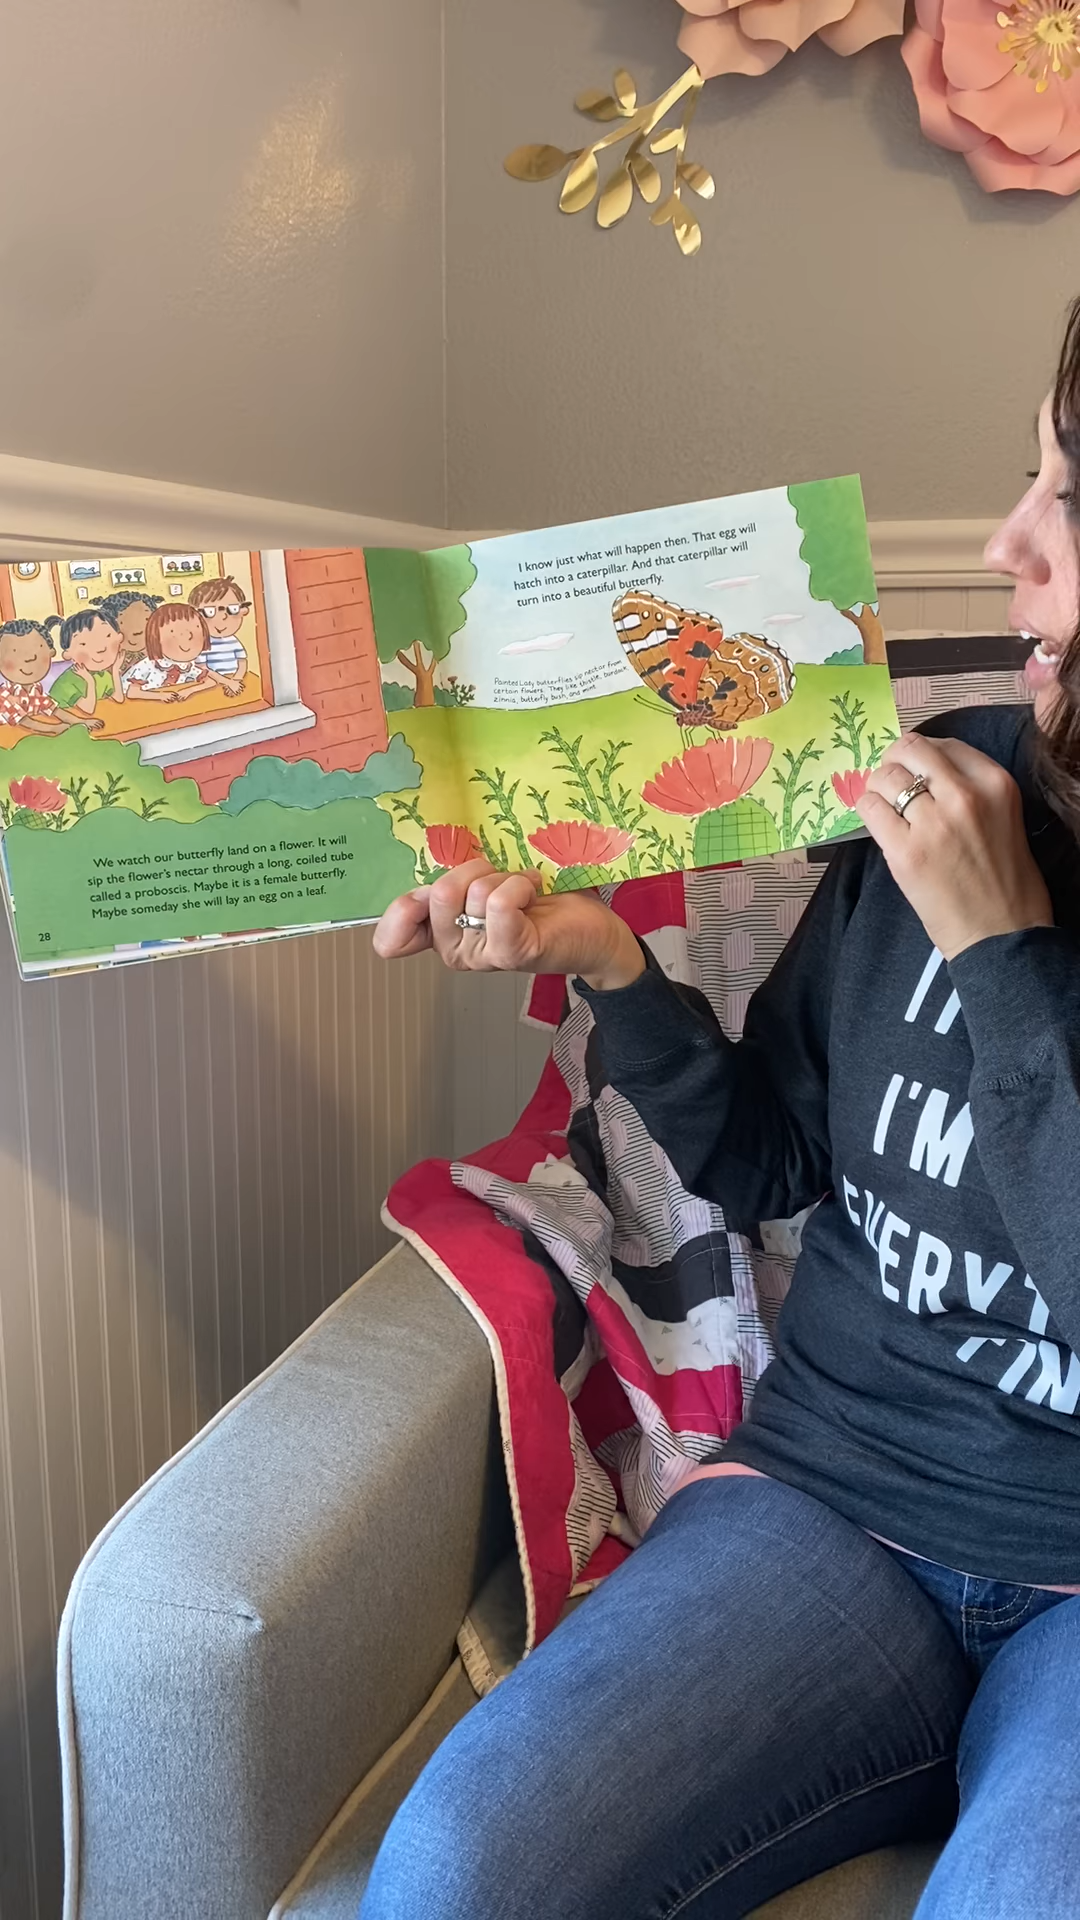 We watch our butterfly land on a flower. It will
sip the flower's nectar through a long, coiled tube
called a proboscis. Maybe it is a female butterfly.
Maybe someday she will lay an egg on a leaf.
28
I know just what will happen then. That egg will
hatch into a caterpillar. And that caterpillar will
turn into a beautiful butterfly.
Painted Lady butterflies sip nectar from
certain flowers. They like thistle, burdock,
zinnia, butterfly bush, and mint.
I'M
EVERYTHIN